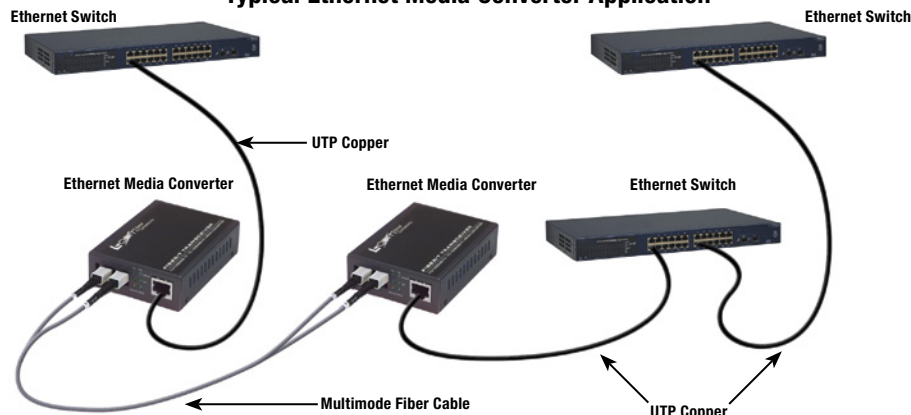 Typical Ethernet Media Converter Application
Ethernet Switch
Ethernet Switch
UTP Copper
Ethernet Media Converter
Ethernet Media Converter
Ethernet Switch
Multimode Fiber Cable
UTP Copper